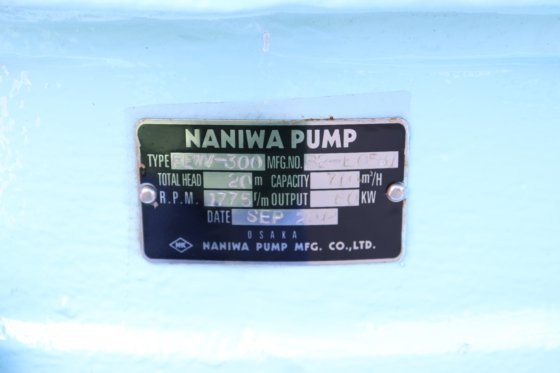 NANIWA PUMP
TYPE MFG.NO.
TOTAL HEAD 20 m CAPACITY m³/H
R.P.M. 1775 r/m OUTPUT KW
DATE SEP
OSAKA
NANIWA PUMP MFG. CO.,LTD.